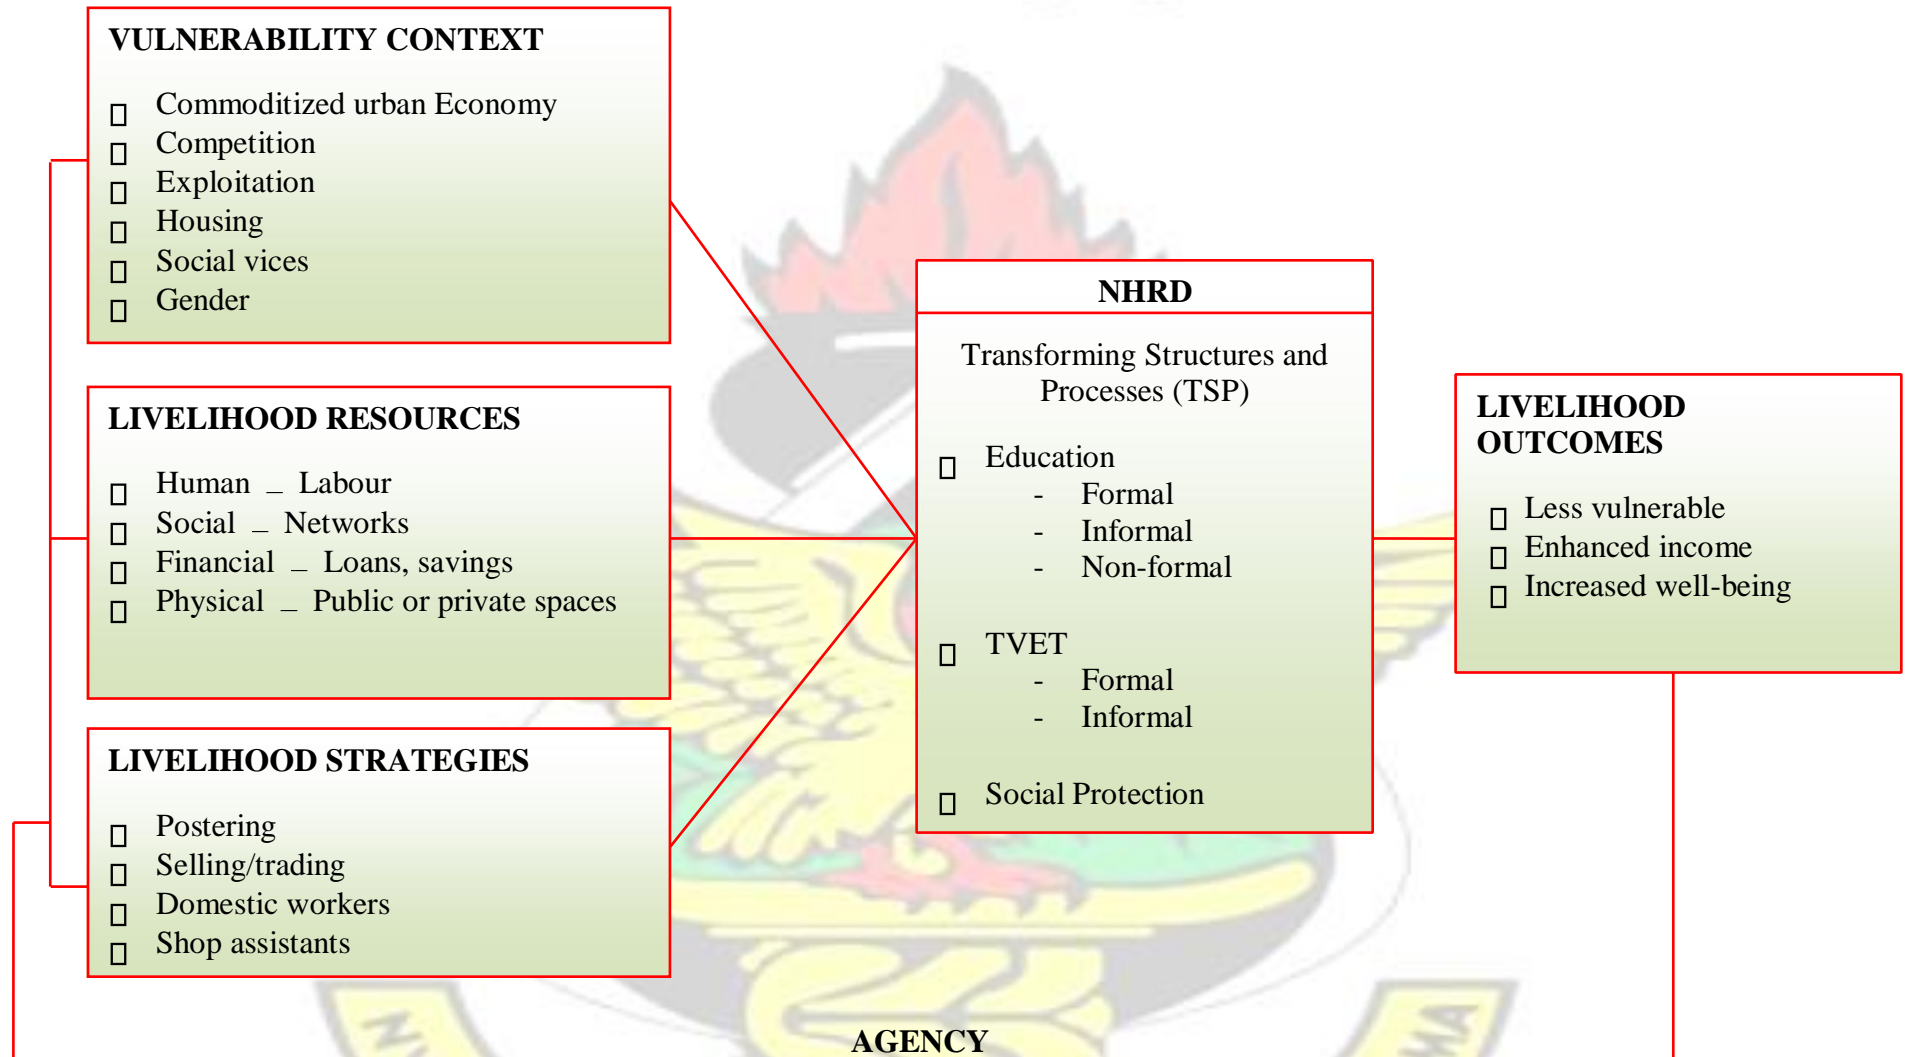 VULNERABILITY CONTEXT
Commoditized urban Economy
Competition
Exploitation
Housing
Social vices
Gender
LIVELIHOOD RESOURCES
Human – Labour
Social – Networks
Financial – Loans, savings
Physical – Public or private spaces
LIVELIHOOD STRATEGIES
Postering
Selling/trading
Domestic workers
Shop assistants
NHRD
Transforming Structures and
Processes (TSP)
Education
- Formal
- Informal
- Non-formal
TVET
- Formal
- Informal
Social Protection
LIVELIHOOD
OUTCOMES
Less vulnerable
Enhanced income
Increased well-being
AGENCY